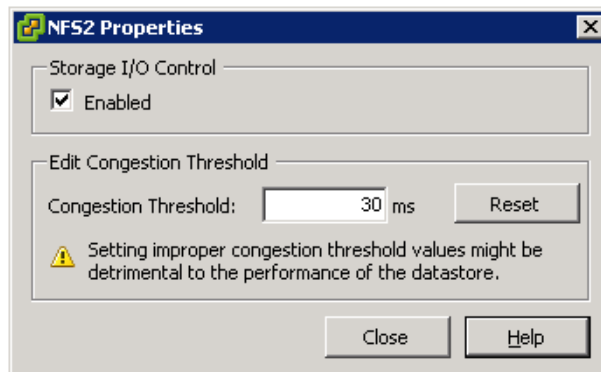 NFS2 Properties
Storage I/O Control
Enabled
Edit Congestion Threshold
Congestion Threshold: 30 ms Reset
Setting improper congestion threshold values might be
detrimental to the performance of the datastore.
Close Help